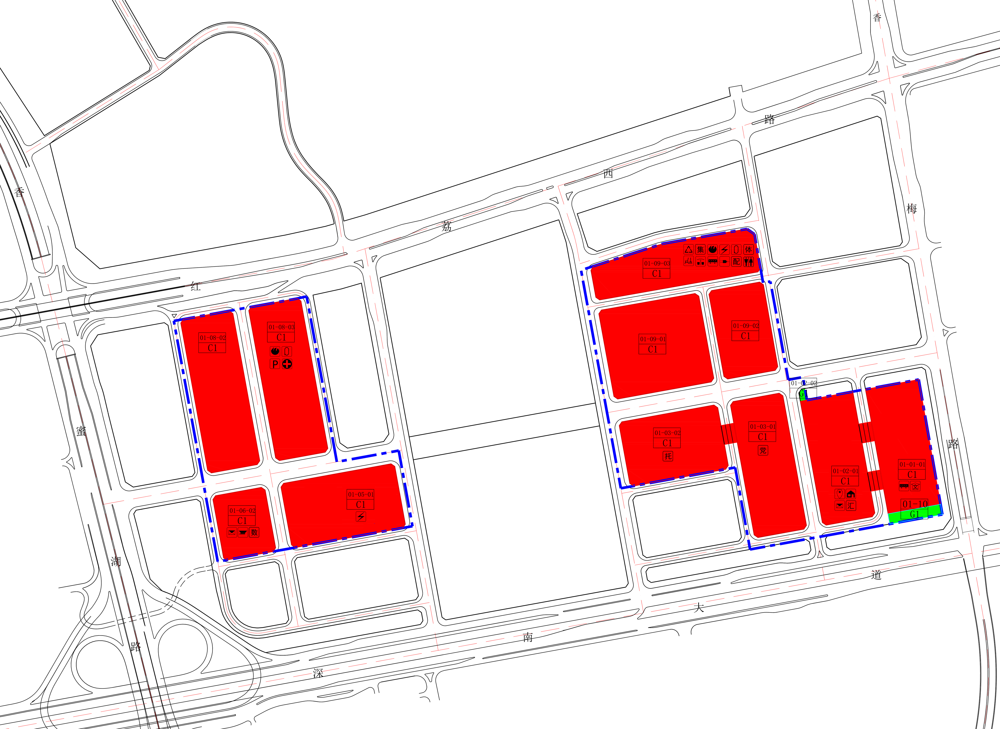 香
路
西
香
梅
荔
集
体
配
01-09-03
C1
红
01-08-03
C1
P
01-08-02
C1
01-09-02
C1
01-09-01
C1
01-02-02
蜜
01-03-02
C1
托
01-03-01
C1
党
路
01-01-01
C1
文
01-02-01
C1
汇
01-05-01
C1
01-10
G1
01-06-02
C1
数
湖
道
大
南
路
深